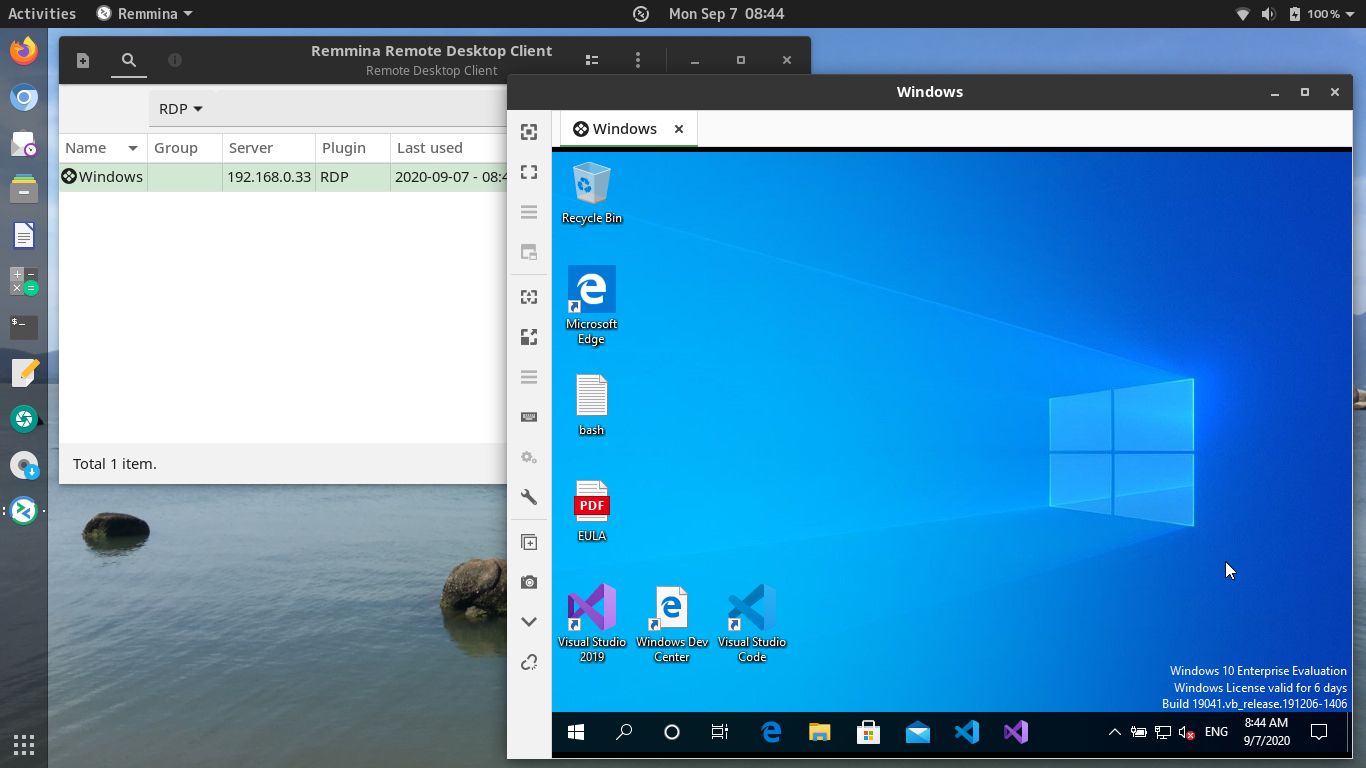 Activities
Remmina
Mon Sep 7 08:44
100 %
Remmina Remote Desktop Client
Remote Desktop Client
RDP
Name
Group
Server
Plugin
Last used
Windows
192.168.0.33
RDP
2020-09-07 - 08:4
Total 1 item.
Windows
Windows
Recycle Bin
Microsoft
Edge
bash
PDF
EULA
Visual Studio
2019
Windows Dev
Center
Visual Studio
Code
Windows 10 Enterprise Evaluation
Windows License valid for 6 days
Build 19041.vb_release.191206-1406
ENG
8:44 AM
9/7/2020